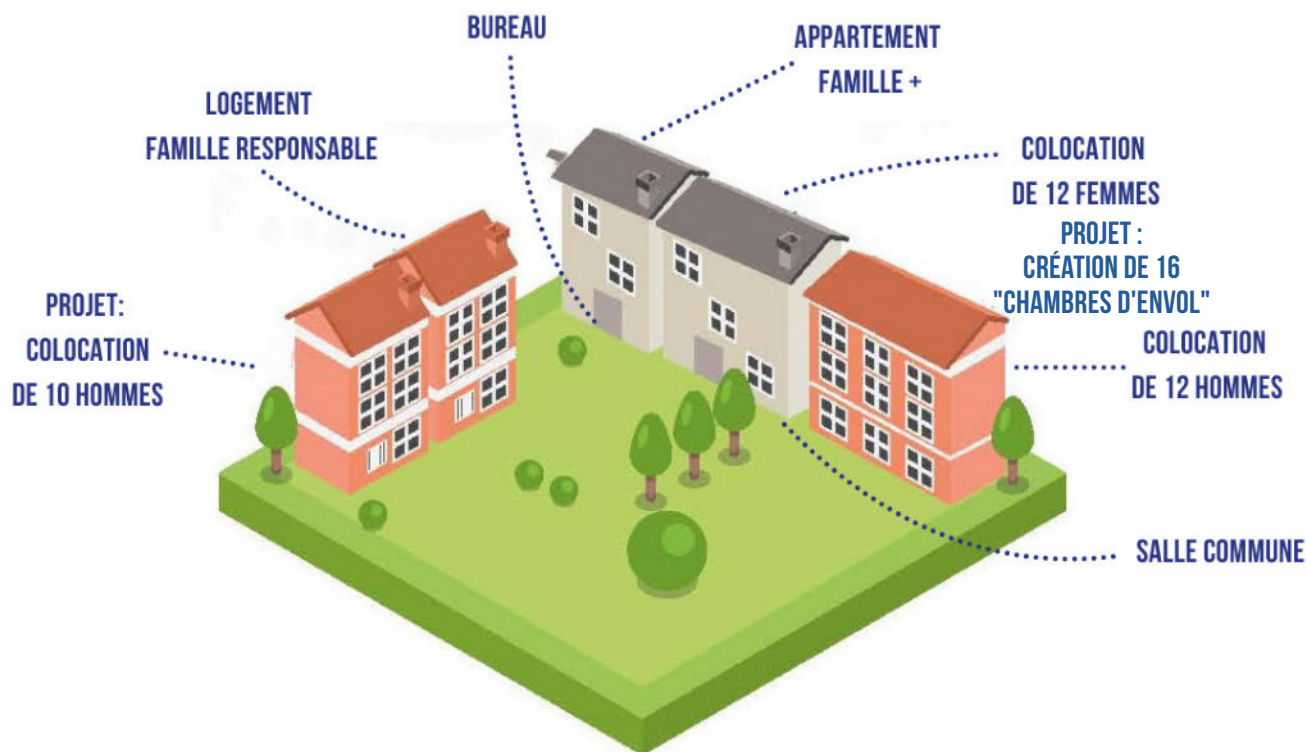 BUREAU
APPARTEMENT
FAMILLE +
LOGEMENT
FAMILLE RESPONSABLE
COLOCATION
DE 12 FEMMES
PROJET :
CRÉATION DE 16
"CHAMBRES D'ENVOL"
PROJET:
COLOCATION
DE 10 HOMMES
COLOCATION
DE 12 HOMMES
SALLE COMMUNE